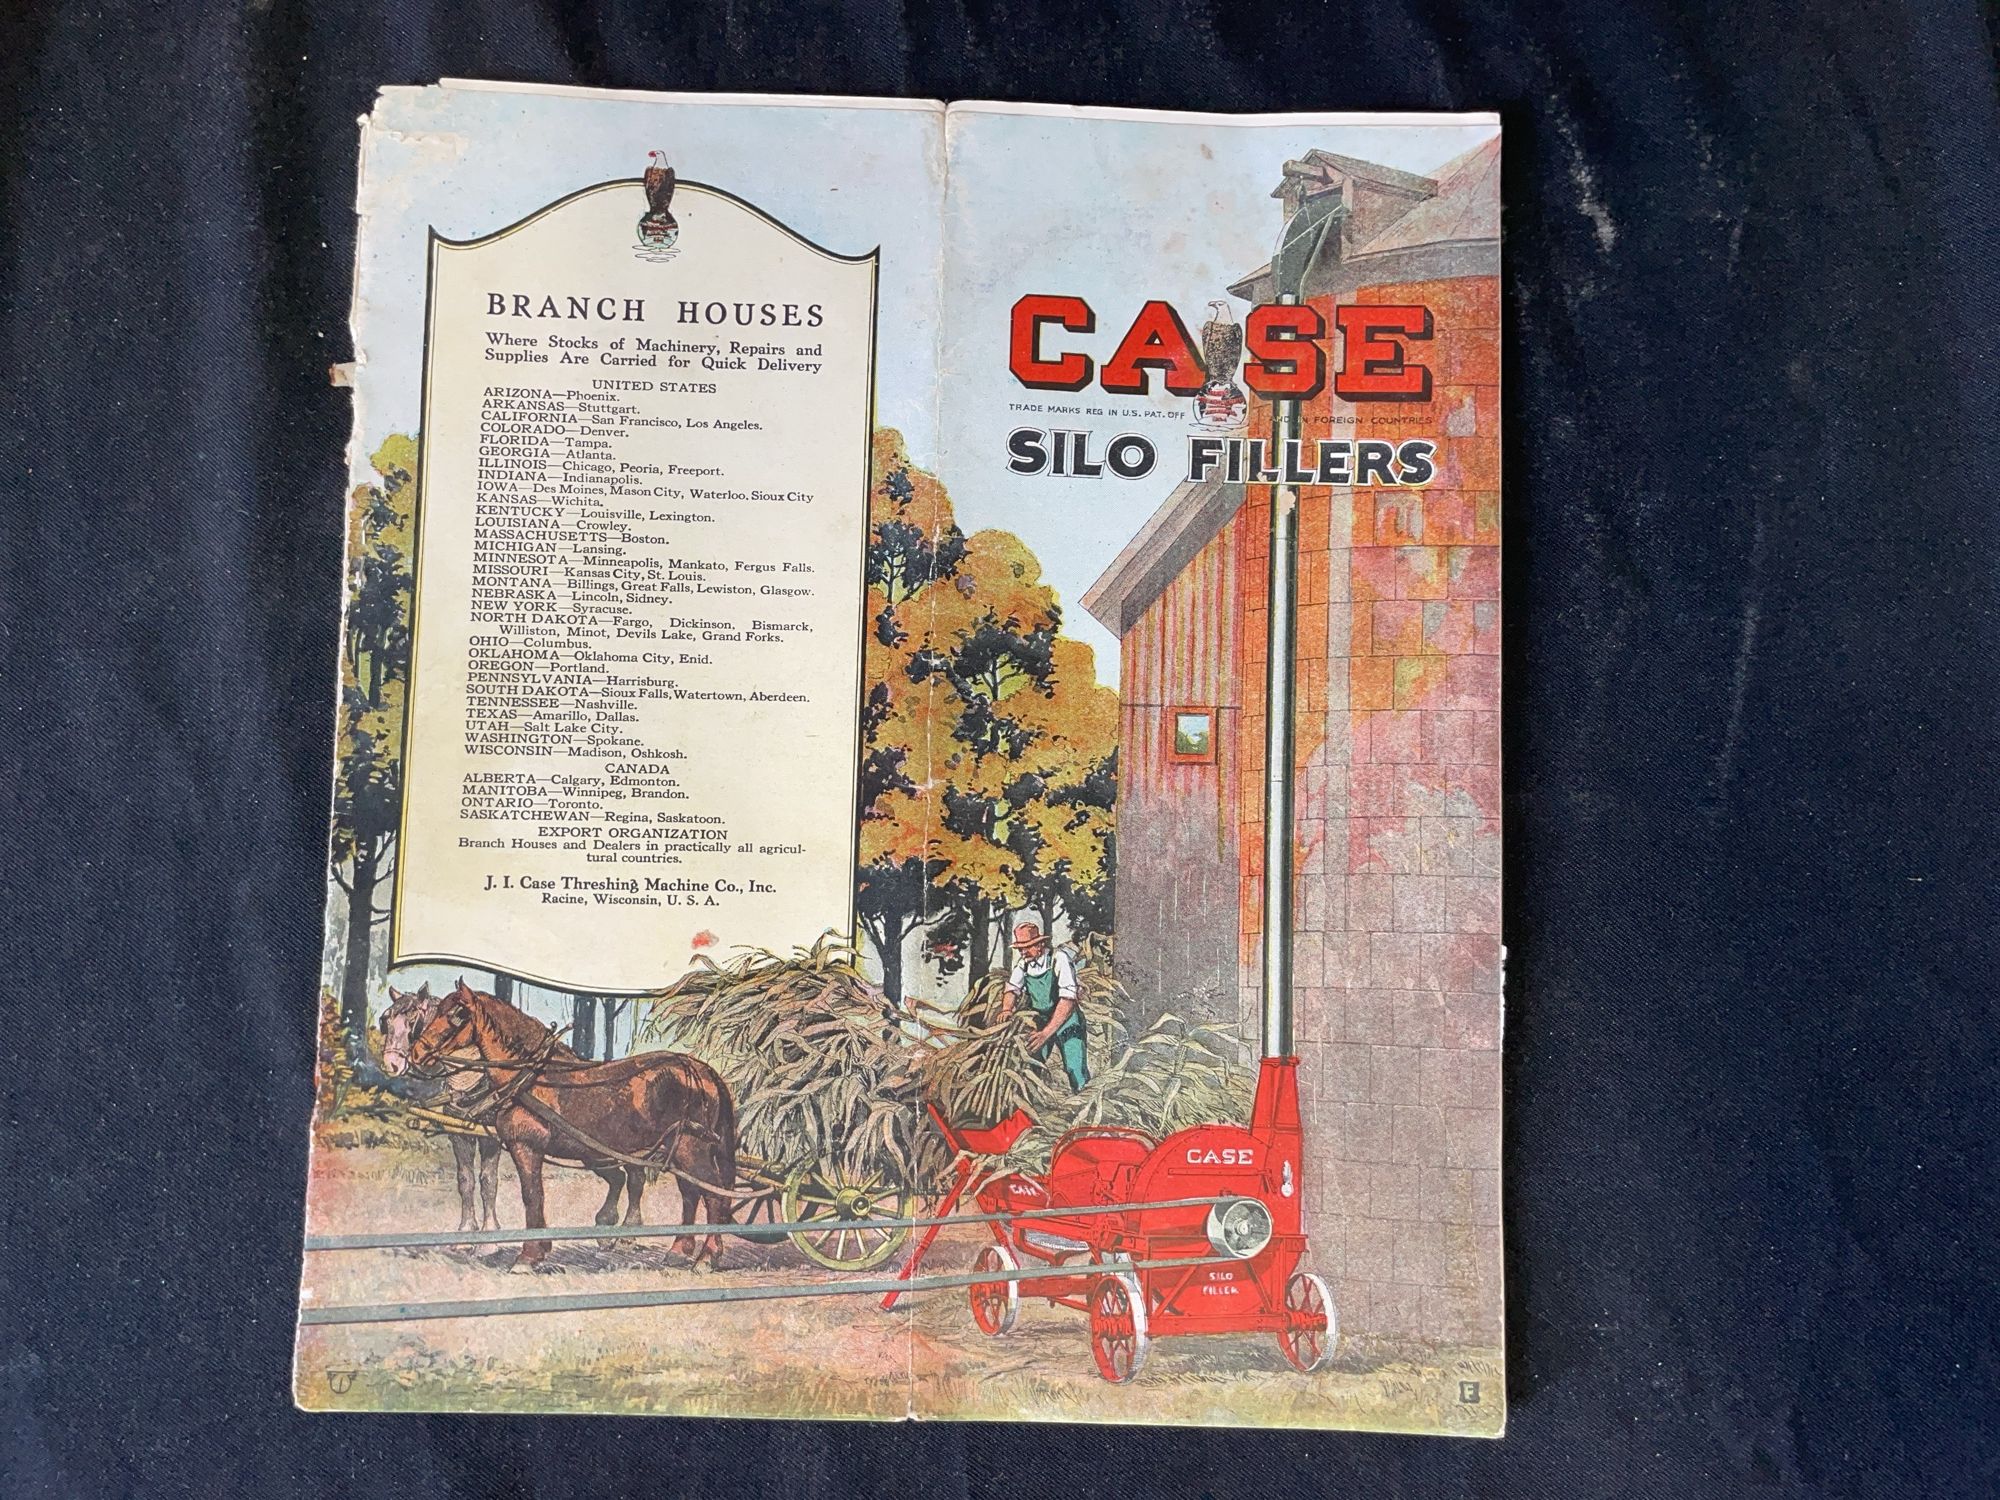 BRANCH HOUSES
Where Stocks of Machinery, Repairs and
Supplies Are Carried for Quick Delivery
UNITED STATES
ARIZONA—Phoenix.
ARKANSAS—Stuttgart.
CALIFORNIA—San Francisco, Los Angeles.
COLORADO—Denver.
FLORIDA—Tampa.
GEORGIA—Atlanta.
ILLINOIS—Chicago, Peoria, Freeport.
INDIANA—Indianapolis.
IOWA—Des Moines, Mason City, Waterloo, Sioux City
KANSAS—Wichita.
KENTUCKY—Louisville, Lexington.
LOUISIANA—Crowley.
MASSACHUSETTS—Boston.
MICHIGAN—Lansing.
MINNESOTA—Minneapolis, Mankato, Fergus Falls.
MISSOURI—Kansas City, St. Louis.
MONTANA—Billings, Great Falls, Lewiston, Glasgow.
NEBRASKA—Lincoln, Sidney.
NEW YORK—Syracuse.
NORTH DAKOTA—Fargo, Dickinson, Bismarck,
Williston, Minot, Devils Lake, Grand Forks.
OHIO—Columbus.
OKLAHOMA—Oklahoma City, Enid.
OREGON—Portland.
PENNSYLVANIA—Harrisburg.
SOUTH DAKOTA—Sioux Falls, Watertown, Aberdeen.
TENNESSEE—Nashville.
TEXAS—Amarillo, Dallas.
UTAH—Salt Lake City.
WASHINGTON—Spokane.
WISCONSIN—Madison, Oshkosh.
CANADA
ALBERTA—Calgary, Edmonton.
MANITOBA—Winnipeg, Brandon.
ONTARIO—Toronto.
SASKATCHEWAN—Regina, Saskatoon.
EXPORT ORGANIZATION
Branch Houses and Dealers in practically all agricul-
tural countries.
J. I. Case Threshing Machine Co., Inc.
Racine, Wisconsin, U. S. A.
CASE
TRADE MARKS REG IN U.S. PAT. OFF AND IN FOREIGN COUNTRIES
SILO FILLERS
CASE
CASE
SILO
FILLER
F